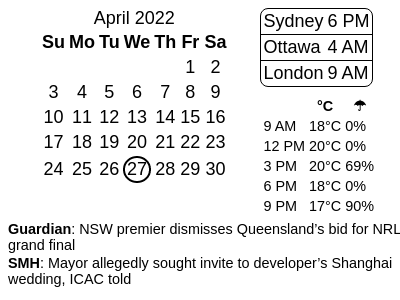 April 2022
Su Mo Tu We Th Fr Sa
1 2
3 4 5 6 7 8 9
10 11 12 13 14 15 16
17 18 19 20 21 22 23
24 25 26 27 28 29 30
Sydney 6 PM
Ottawa 4 AM
London 9 AM
°C ☂
9 AM 18°C 0%
12 PM 20°C 0%
3 PM 20°C 69%
6 PM 18°C 0%
9 PM 17°C 90%
Guardian: NSW premier dismisses Queensland’s bid for NRL
grand final
SMH: Mayor allegedly sought invite to developer’s Shanghai
wedding, ICAC told